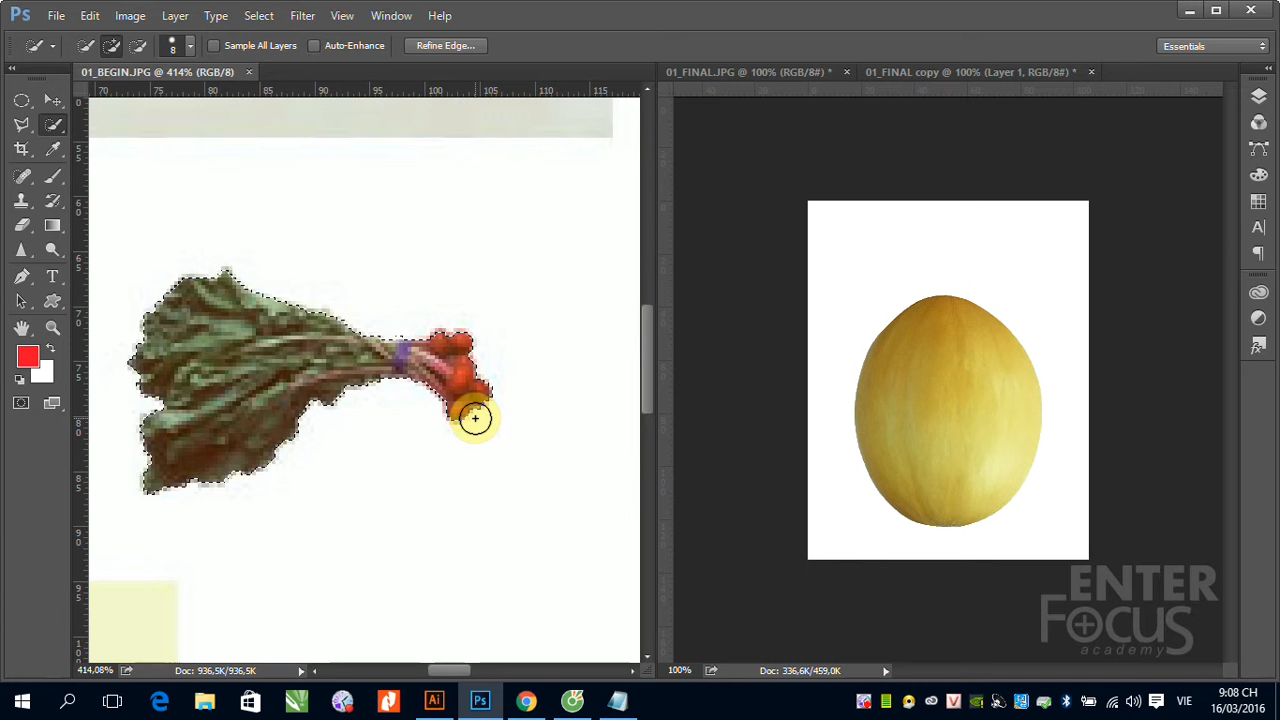 Ps File Edit Image Layer Type Select Filter View Window Help
8 Sample All Layers Auto-Enhance Refine Edge... Essentials
01_BEGIN.JPG @ 414% (RGB/8) 01_FINAL.JPG @ 100% (RGB/8#) * 01_FINAL copy @ 100% (Layer 1, RGB/8#) *
70 75 80 85 90 95 100 105 110 115
ENTER
FOCUS
academy
414,08% Doc: 936,5K/936,5K 100% Doc: 336,6K/459,0K
Ai Ps VIE 9:08 CH
16/03/2016